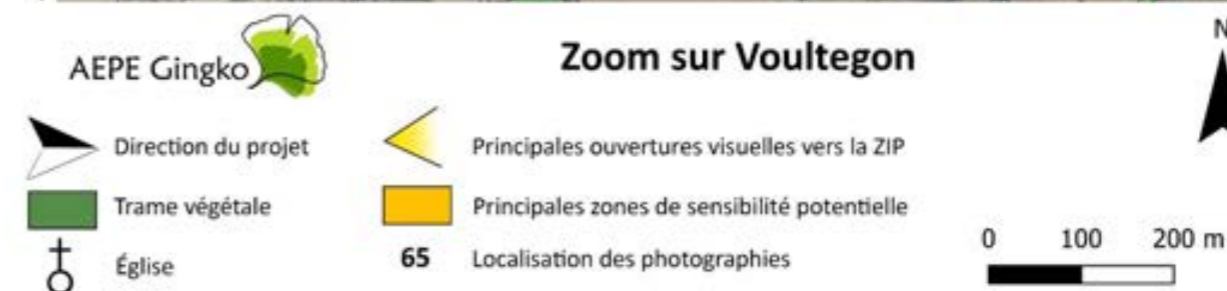 AEPE Gingko
Zoom sur Voultegon
N
Direction du projet
Principales ouvertures visuelles vers la ZIP
Trame végétale
Principales zones de sensibilité potentielle
Église
65 Localisation des photographies
0 100 200 m